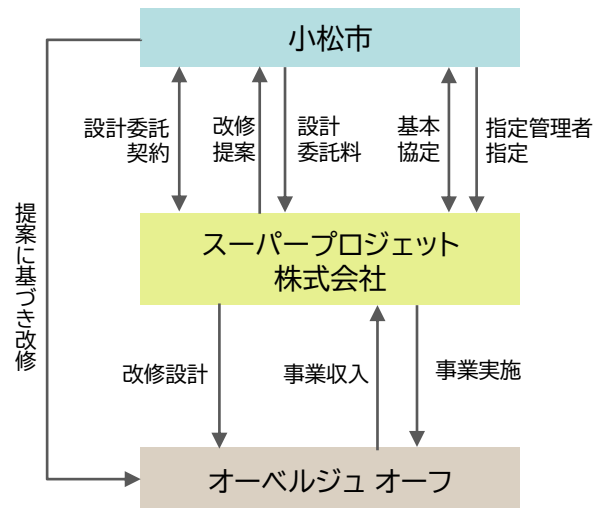 小松市
設計委託
契約
改修
提案
設計
委託料
基本
協定
指定管理者
指定
提案に基づき改修
スーパープロジェット
株式会社
改修設計
事業収入
事業実施
オーベルジュ オーフ